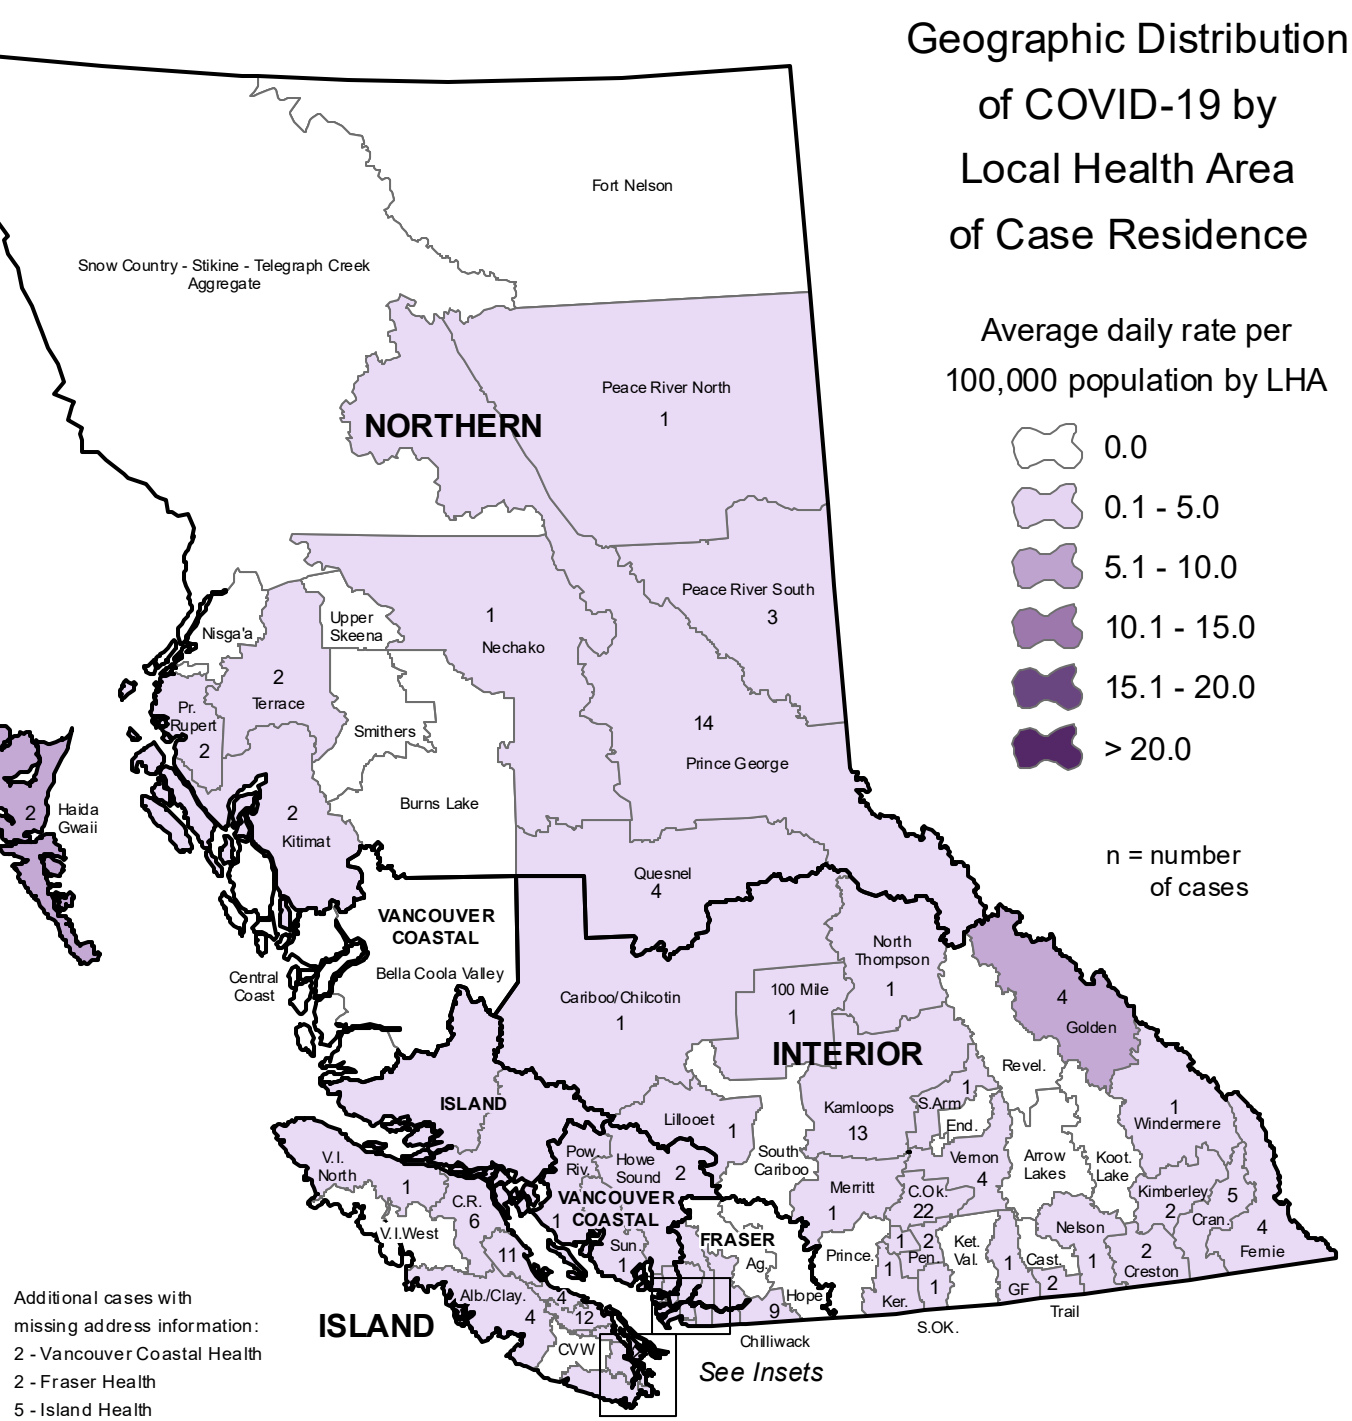 Geographic Distribution
of COVID-19 by
Local Health Area
of Case Residence
Average daily rate per
100,000 population by LHA
0.0
0.1 - 5.0
5.1 - 10.0
10.1 - 15.0
15.1 - 20.0
> 20.0
n = number
of cases
Fort Nelson
Snow Country - Stikine - Telegraph Creek
Aggregate
Peace River North
1
NORTHERN
Peace River South
3
1
Nechako
Upper
Skeena
Nisga'a
2
Terrace
Pr.
Rupert
2
Smithers
14
Prince George
Burns Lake
2
Haida
Gwaii
2
Kitimat
Quesnel
4
VANCOUVER
COASTAL
Bella Coola Valley
Central
Coast
North
Thompson
1
Cariboo/Chilcotin
1
100 Mile
1
4
Golden
INTERIOR
Revel.
ISLAND
Lillooet
1
Kamloops
13
1
S.Arm
End.
1
Windermere
South
Cariboo
Vernon
4
Arrow
Lakes
Koot.
Lake
V.I.
North
1
Pow.
Riv.
1
Howe
Sound
2
VANCOUVER
COASTAL
C.R.
6
Merritt
1
C.Ok.
22
Kimberley
2
5
Cran.
4
Fernie
V.I.West
11
Sun.
1
FRASER
Ag.
Prince.
1
2
Pen.
Ket.
Val.
Nelson
1
Cast.
2
Creston
1
Ker.
1
1
GF
2
Trail
S.OK.
Hope
9
Chilliwack
Alb./Clay.
4
4
12
CVW
ISLAND
See Insets
Additional cases with
missing address information:
2 - Vancouver Coastal Health
2 - Fraser Health
5 - Island Health